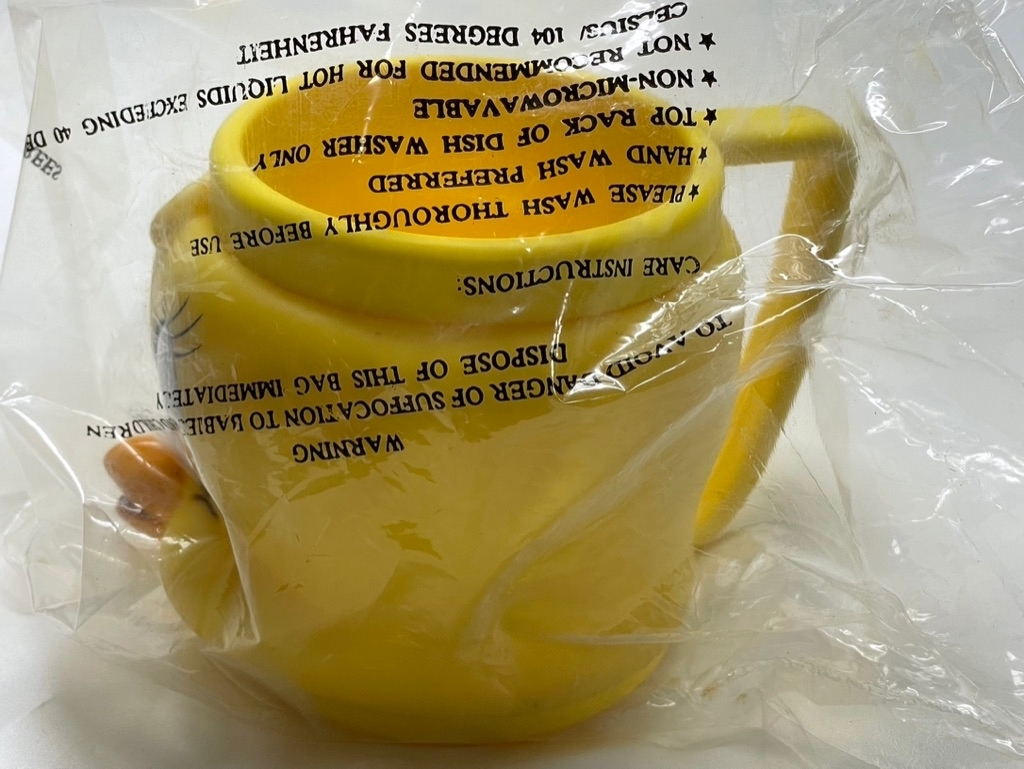 WARNING
TO AVOID DANGER OF SUFFOCATION TO BABIES/CHILDREN
DISPOSE OF THIS BAG IMMEDIATELY
CARE INSTRUCTIONS:
★PLEASE WASH THOROUGHLY BEFORE USE
★HAND WASH PREFERRED
★TOP RACK OF DISH WASHER ONLY
★NON-MICROWAVABLE
★NOT RECOMMENDED FOR HOT LIQUIDS EXCEEDING 40 DEGREES
CELSIUS/ 104 DEGREES FAHRENHEIT